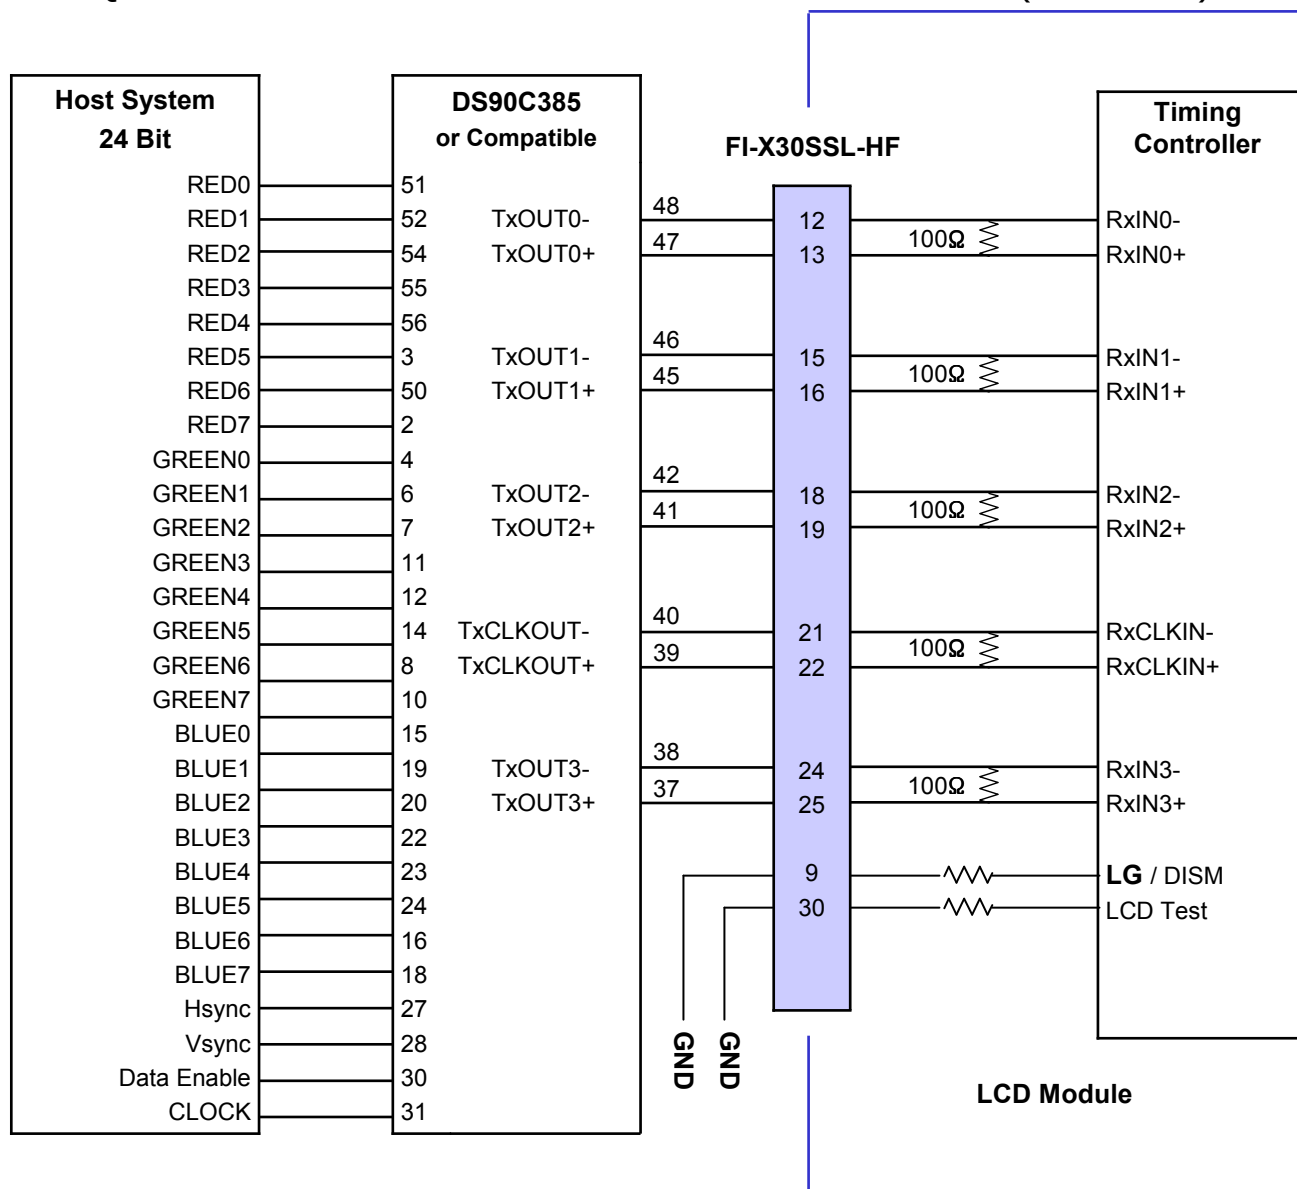 Host System
24 Bit
RED0
RED1
RED2
RED3
RED4
RED5
RED6
RED7
GREEN0
GREEN1
GREEN2
GREEN3
GREEN4
GREEN5
GREEN6
GREEN7
BLUE0
BLUE1
BLUE2
BLUE3
BLUE4
BLUE5
BLUE6
BLUE7
Hsync
Vsync
Data Enable
CLOCK
DS90C385
or Compatible
51
52
54
55
56
3
50
2
4
6
7
11
12
14
8
10
15
19
20
22
23
24
16
18
27
28
30
31
TxOUT0-
TxOUT0+
TxOUT1-
TxOUT1+
TxOUT2-
TxOUT2+
TxCLKOUT-
TxCLKOUT+
TxOUT3-
TxOUT3+
48
47
46
45
42
41
40
39
38
37
GND
GND
FI-X30SSL-HF
12
13
15
16
18
19
21
22
24
25
9
30
100Ω
100Ω
100Ω
100Ω
100Ω
Timing
Controller
RxIN0-
RxIN0+
RxIN1-
RxIN1+
RxIN2-
RxIN2+
RxCLKIN-
RxCLKIN+
RxIN3-
RxIN3+
LG / DISM
LCD Test
LCD Module